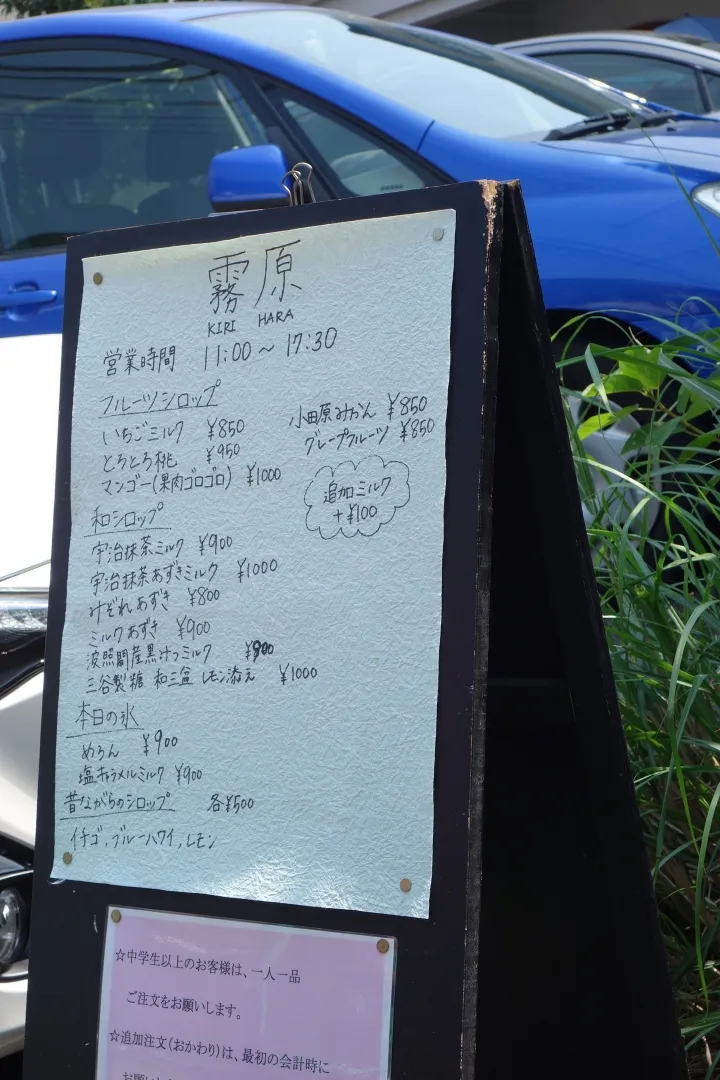 霧原
KIRI HARA
営業時間 11:00～17:30
フルーツシロップ
いちごミルク ¥850
とろとろ桃 ¥950
マンゴー(果肉ゴロゴロ) ¥1000
小田原みかん ¥850
グレープフルーツ ¥850
追加ミルク
+¥100
和シロップ
宇治抹茶ミルク ¥900
宇治抹茶あずきミルク ¥1000
みぞれあずき ¥800
ミルクあずき ¥900
波照間産黒みつミルク ¥900
三谷製糖 和三盆 レモン添え ¥1000
本日の氷
めろん ¥900
塩キャラメルミルク ¥900
昔ながらのシロップ 各¥500
イチゴ,ブルーハワイ,レモン
☆中学生以上のお客様は、一人一品
ご注文をお願いします。
☆追加注文(おかわり)は、最初の会計時に